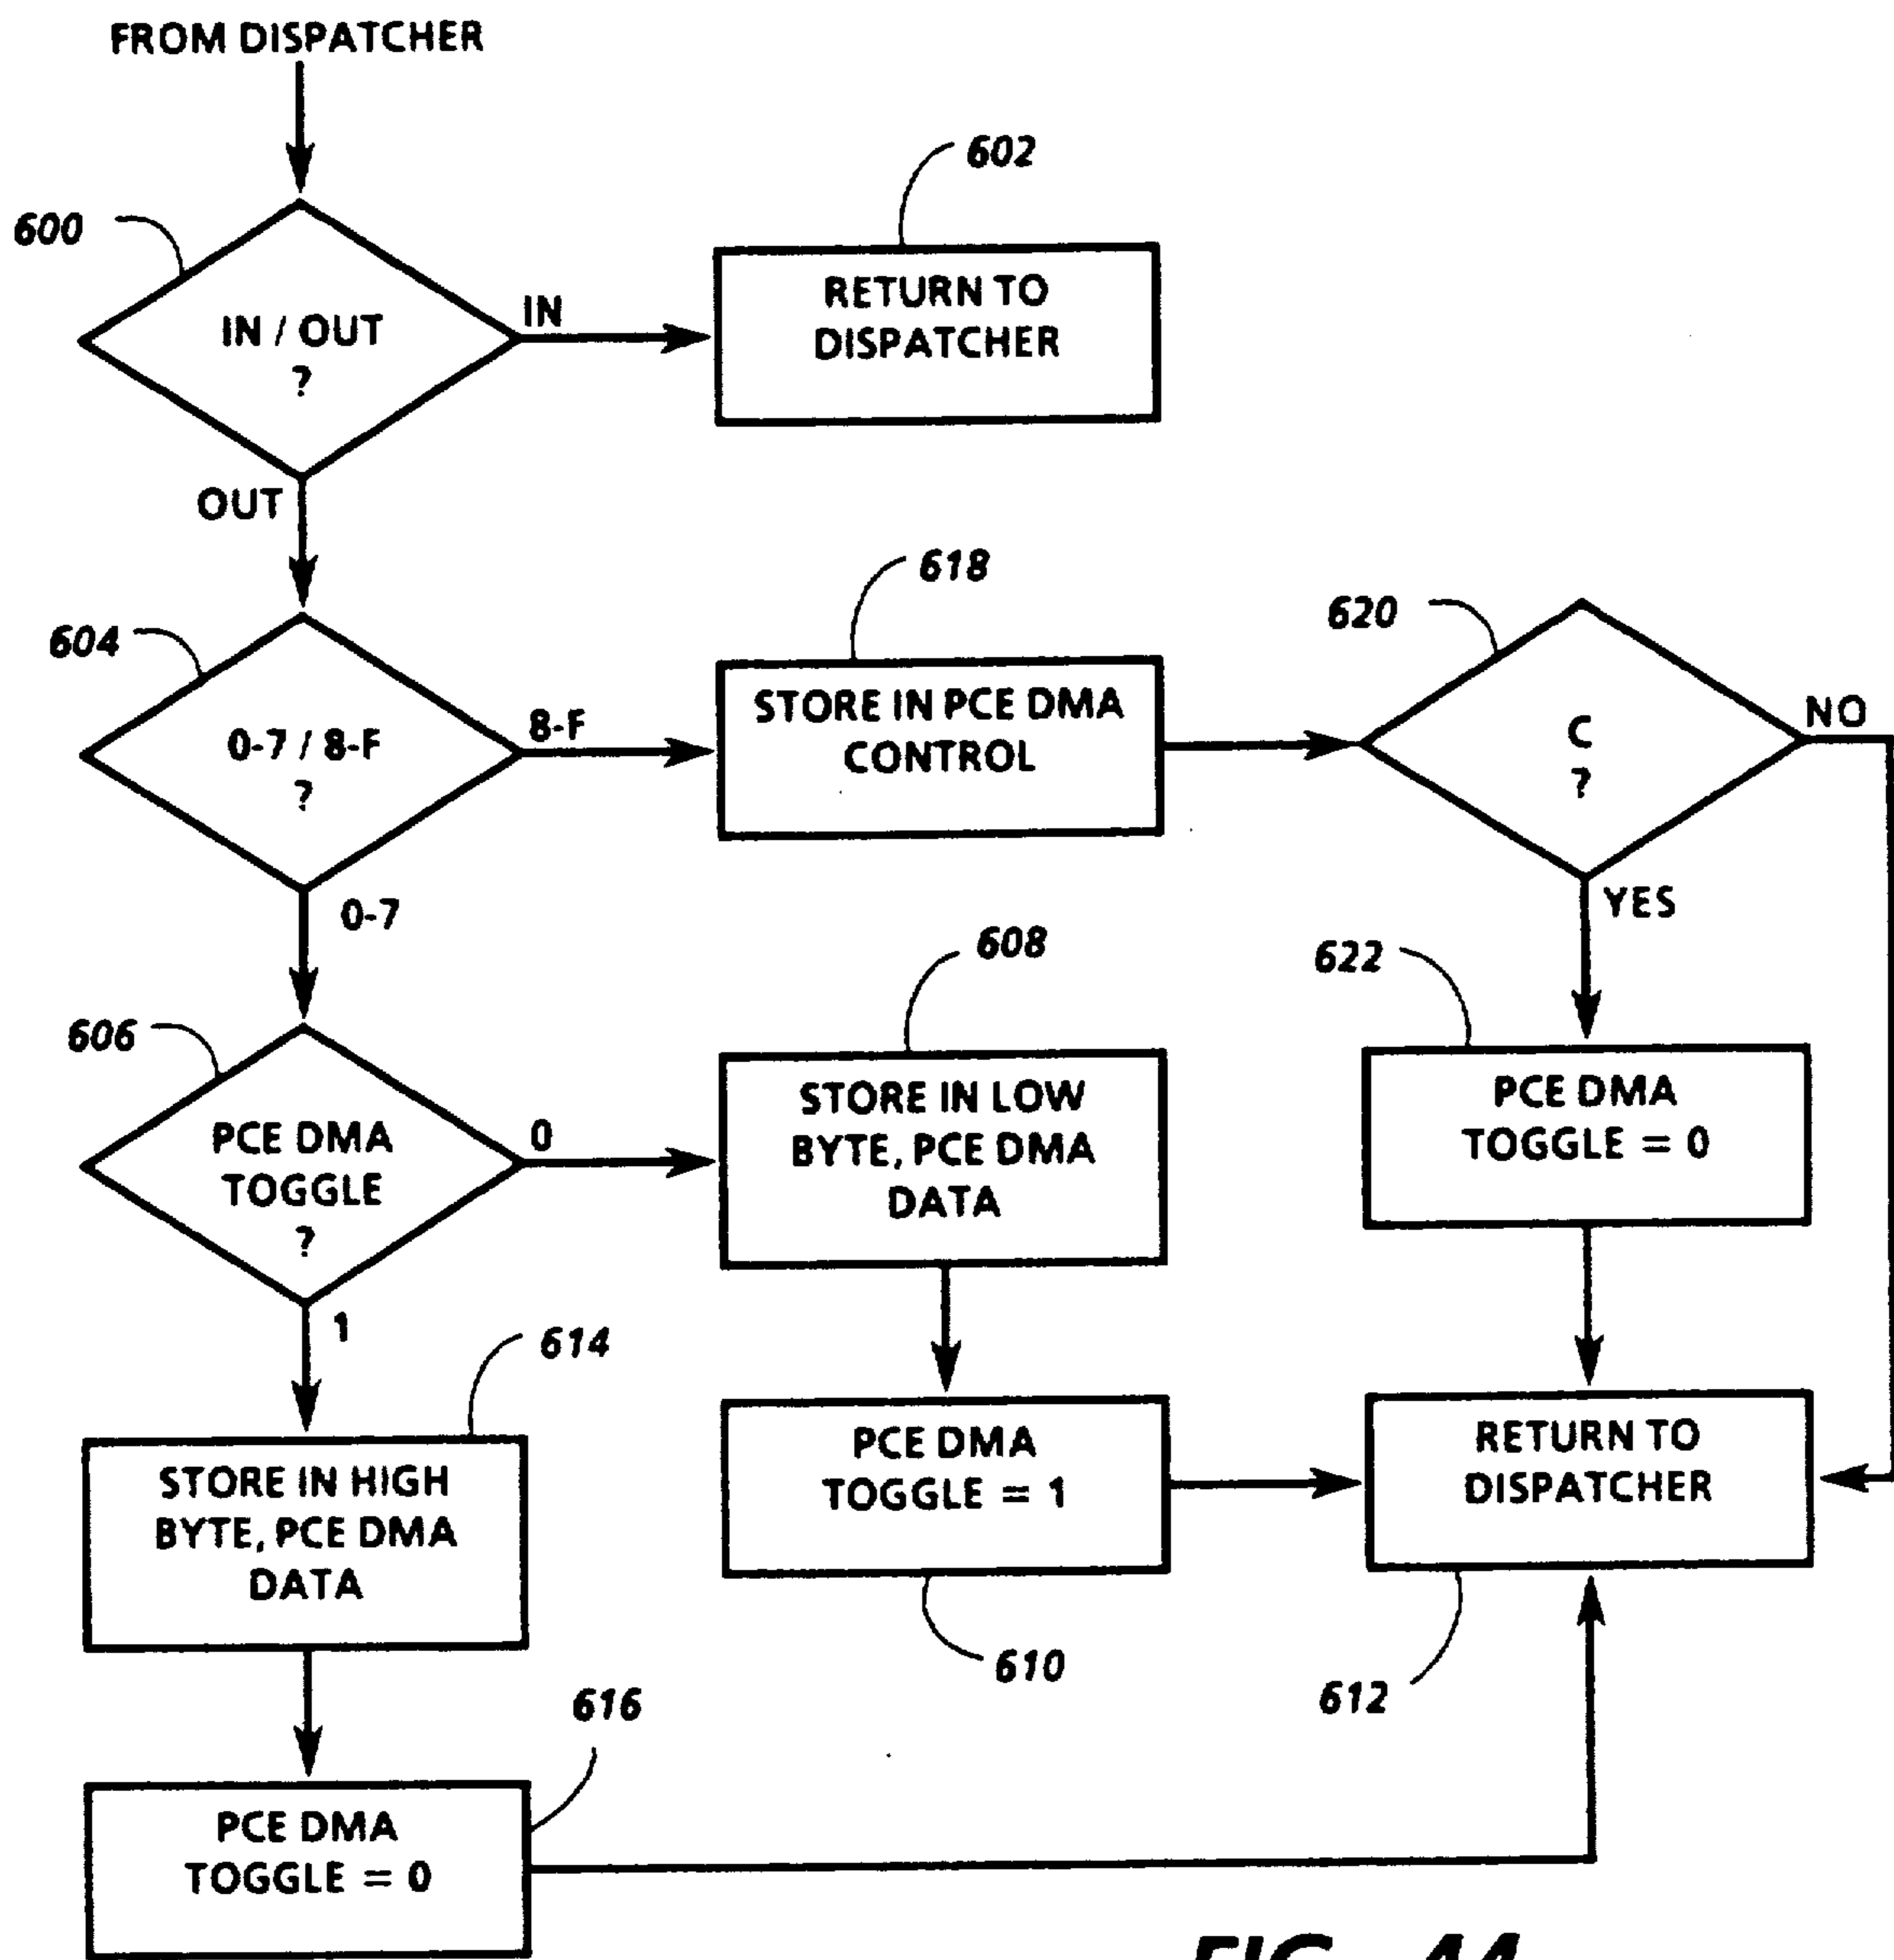 FROM DISPATCHER
602
600
IN / OUT
?
IN
RETURN TO
DISPATCHER
OUT
618
620
604
0-7 / 8-F
?
8-F
STORE IN PCE DMA
CONTROL
C
?
NO
0-7
YES
608
622
606
PCE DMA
TOGGLE
?
0
STORE IN LOW
BYTE, PCE DMA
DATA
PCE DMA
TOGGLE = 0
1
614
STORE IN HIGH
BYTE, PCE DMA
DATA
PCE DMA
TOGGLE = 1
RETURN TO
DISPATCHER
610
612
616
PCE DMA
TOGGLE = 0
FIG. 44